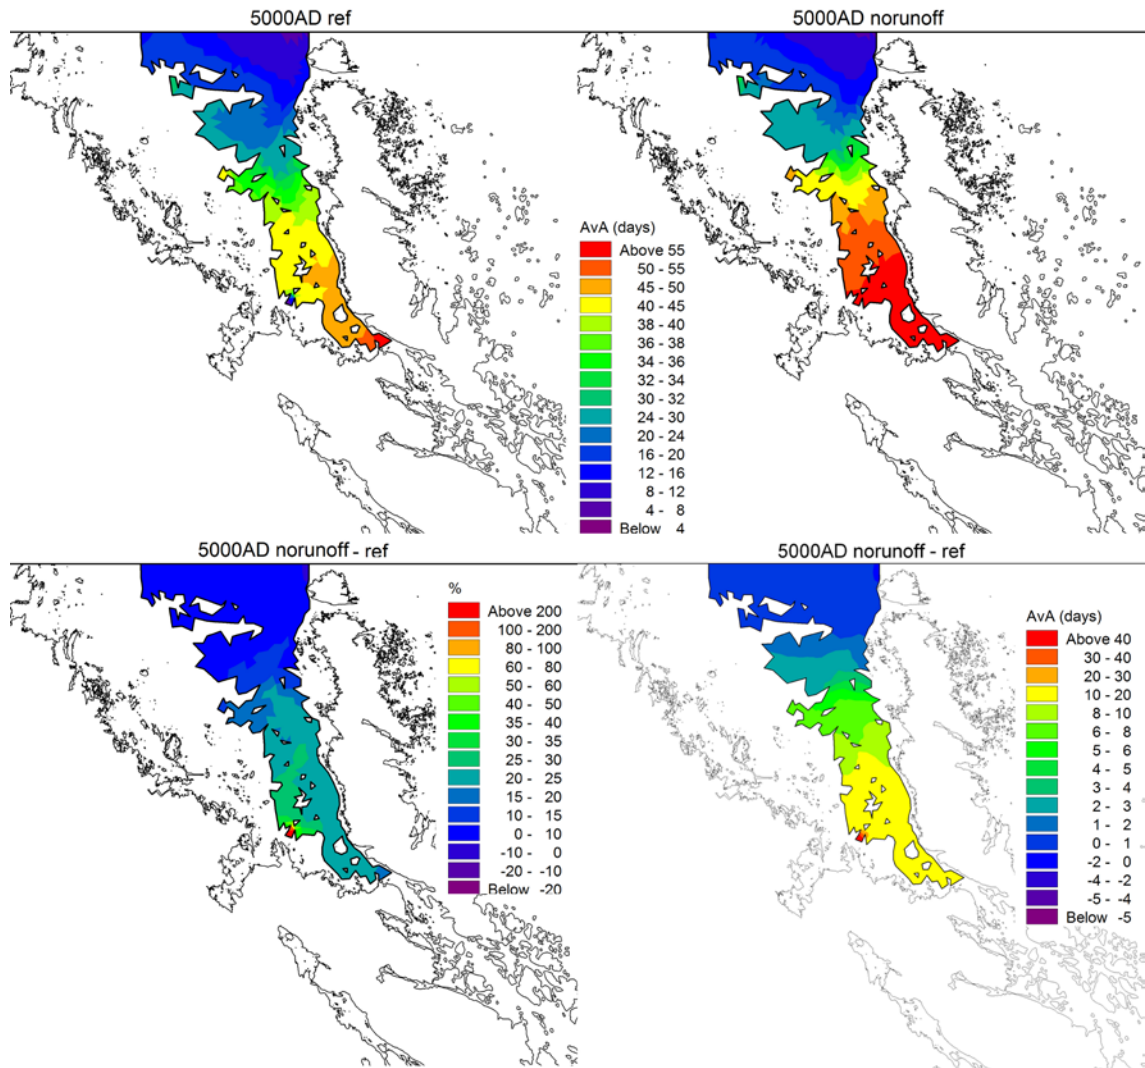 5000AD ref
5000AD norunoff
AvA (days)
Above 55
50 - 55
45 - 50
40 - 45
38 - 40
36 - 38
34 - 36
32 - 34
30 - 32
24 - 30
20 - 24
16 - 20
12 - 16
8 - 12
4 - 8
Below 4
5000AD norunoff - ref
%
Above 200
100 - 200
80 - 100
60 - 80
50 - 60
40 - 50
35 - 40
30 - 35
25 - 30
20 - 25
15 - 20
10 - 15
0 - 10
-10 - 0
-20 - -10
Below -20
5000AD norunoff - ref
AvA (days)
Above 40
30 - 40
20 - 30
10 - 20
8 - 10
6 - 8
5 - 6
4 - 5
3 - 4
2 - 3
1 - 2
0 - 1
-2 - 0
-4 - -2
-5 - -4
Below -5